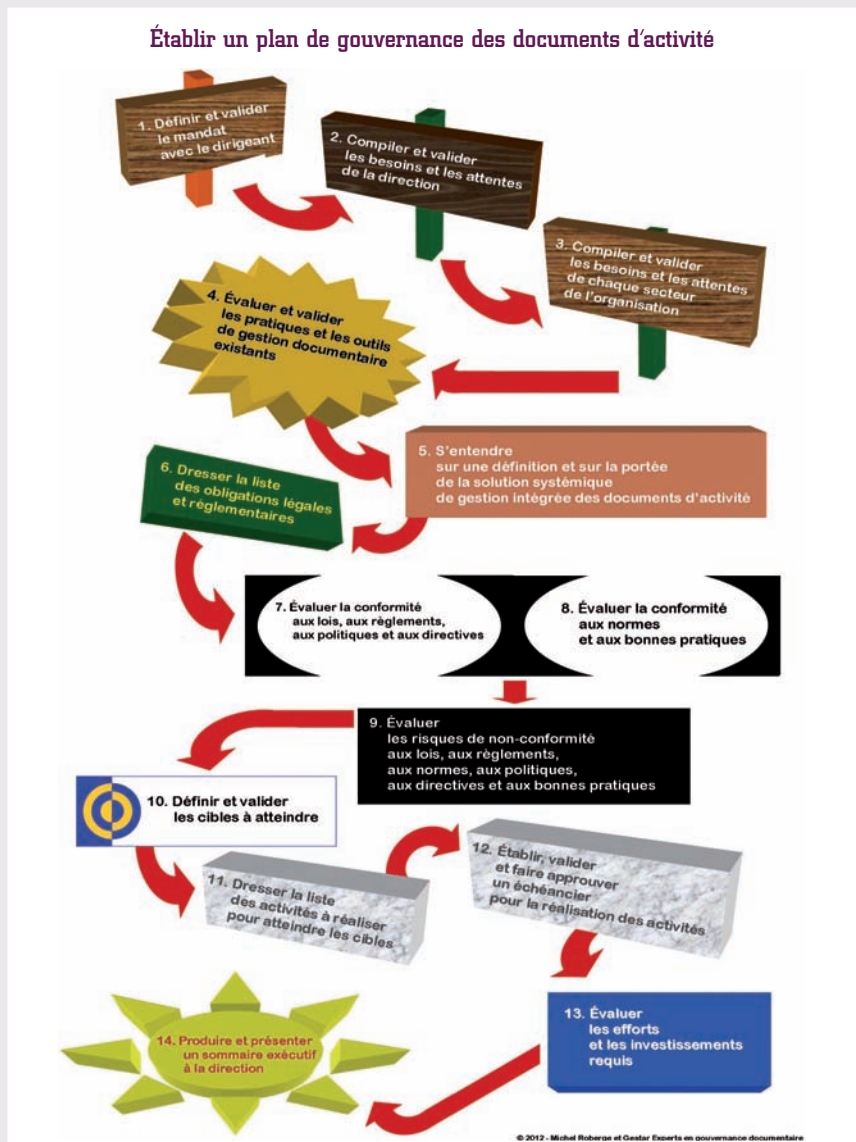 Établir un plan de gouvernance des documents d'activité
1. Définir et valider
le mandat
avec le dirigeant
2. Compiler et valider
les besoins et les attentes
de la direction
3. Compiler et valider
les besoins et les attentes
de chaque secteur
de l'organisation
4. Évaluer et valider
les pratiques et les outils
de gestion documentaire
existants
5. S'entendre
sur une définition et sur la portée
de la solution systémique
de gestion intégrée des documents d'activité
6. Dresser la liste
des obligations légales
et réglementaires
7. Évaluer la conformité
aux lois, aux règlements,
aux politiques et aux directives
8. Évaluer la conformité
aux normes
et aux bonnes pratiques
9. Évaluer
les risques de non-conformité
aux lois, aux règlements,
aux normes, aux politiques,
aux directives et aux bonnes pratiques
10. Définir et valider
les cibles à atteindre
11. Dresser la liste
des activités à réaliser
pour atteindre les cibles
12. Établir, valider
et faire approuver
un échéancier
pour la réalisation des activités
13. Évaluer
les efforts
et les investissements
requis
14. Produire et présenter
un sommaire exécutif
à la direction
© 2012 - Michel Roberge et Gestar Experts en gouvernance documentaire